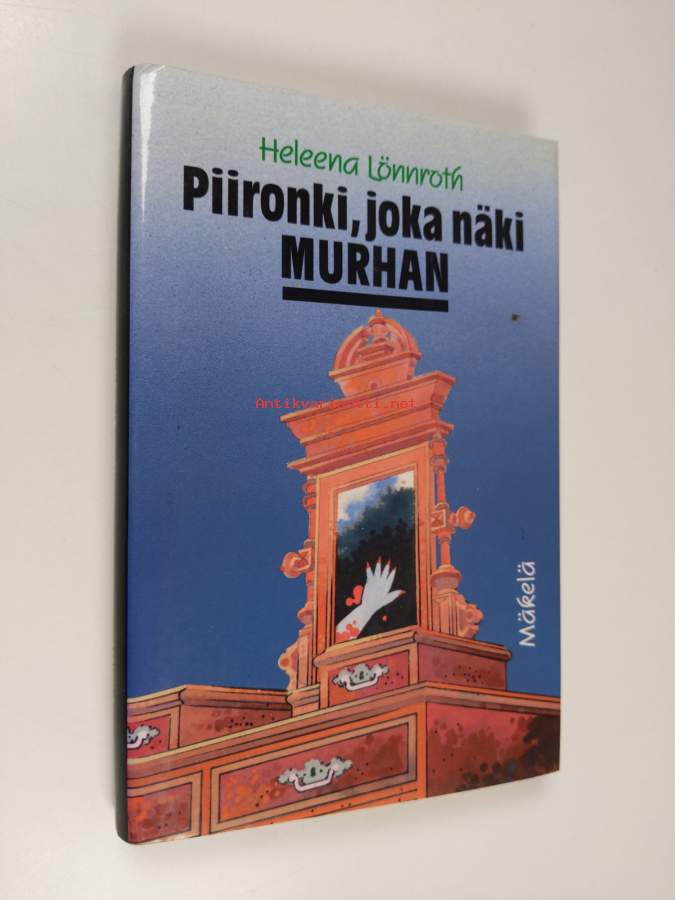 Heleena Lönnroth
Piironki, joka näki
MURHAN
Antikvariaatti.net
Mäkelä